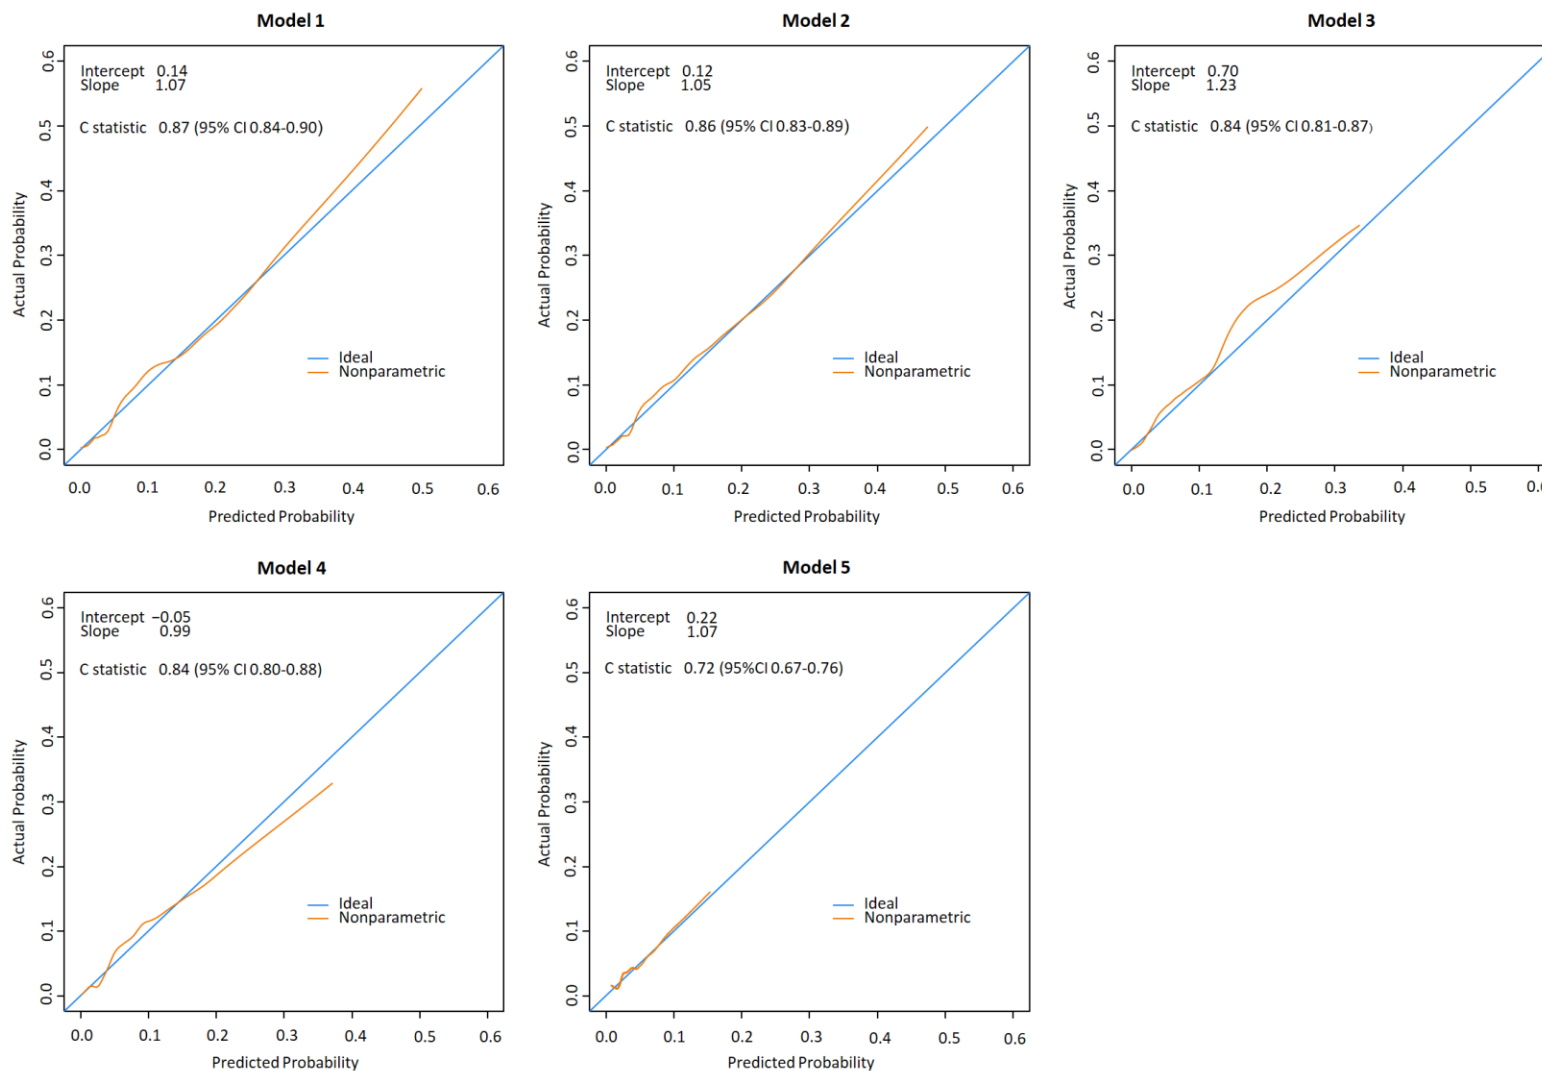 Model 1
Intercept 0.14
Slope 1.07
C statistic 0.87 (95% CI 0.84-0.90)
Actual Probability
0.6
0.5
0.4
0.3
0.2
0.1
0.0
Ideal
Nonparametric
0.0 0.1 0.2 0.3 0.4 0.5 0.6
Predicted Probability
Model 2
Intercept 0.12
Slope 1.05
C statistic 0.86 (95% CI 0.83-0.89)
Actual Probability
0.6
0.5
0.4
0.3
0.2
0.1
0.0
Ideal
Nonparametric
0.0 0.1 0.2 0.3 0.4 0.5 0.6
Predicted Probability
Model 3
Intercept 0.70
Slope 1.23
C statistic 0.84 (95% CI 0.81-0.87)
Actual Probability
0.6
0.5
0.4
0.3
0.2
0.1
0.0
Ideal
Nonparametric
0.0 0.1 0.2 0.3 0.4 0.5
Predicted Probability
Model 4
Intercept −0.05
Slope 0.99
C statistic 0.84 (95% CI 0.80-0.88)
Actual Probability
0.6
0.5
0.4
0.3
0.2
0.1
0.0
Ideal
Nonparametric
0.0 0.1 0.2 0.3 0.4 0.5 0.6
Predicted Probability
Model 5
Intercept 0.22
Slope 1.07
C statistic 0.72 (95%CI 0.67-0.76)
Actual Probability
0.6
0.5
0.4
0.3
0.2
0.1
0.0
Ideal
Nonparametric
0.0 0.1 0.2 0.3 0.4 0.5 0.6
Predicted Probability